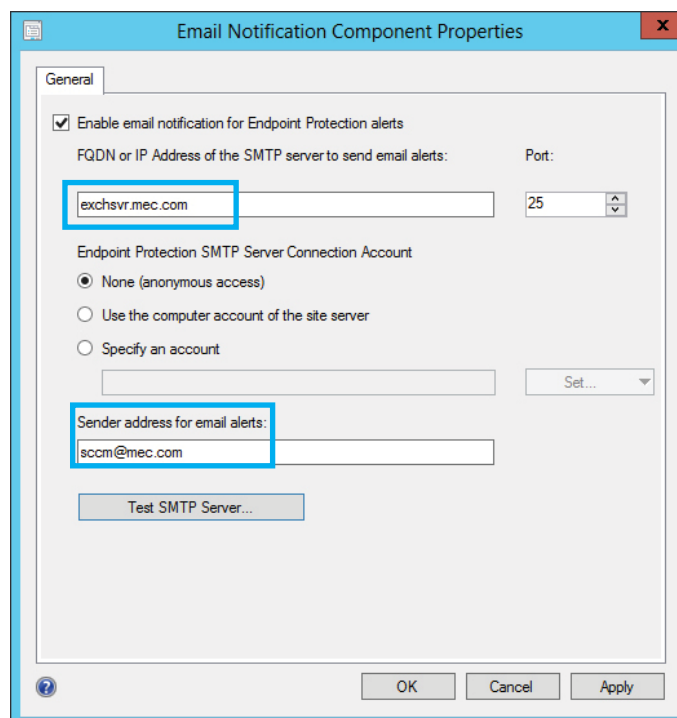 Email Notification Component Properties
x
General
Enable email notification for Endpoint Protection alerts
FQDN or IP Address of the SMTP server to send email alerts: Port:
exchsvr.mec.com 25
Endpoint Protection SMTP Server Connection Account
None (anonymous access)
Use the computer account of the site server
Specify an account
Set...
Sender address for email alerts:
sccm@mec.com
Test SMTP Server...
? OK Cancel Apply